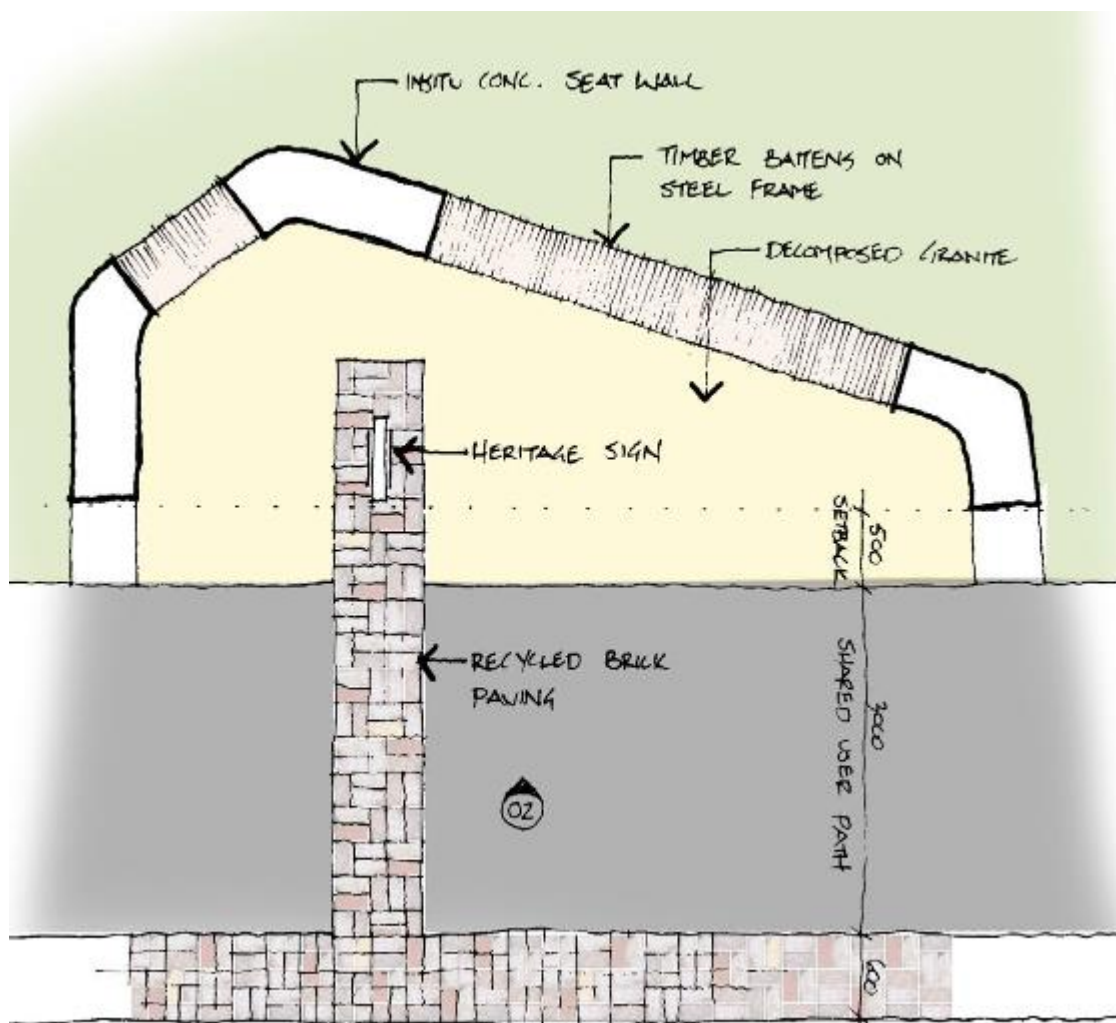 INSITU CONC. SEAT WALL
TIMBER BATTENS ON
STEEL FRAME
DECOMPOSED GRANITE
HERITAGE SIGN
500
SETBACK
RECYCLED BRICK
PAVING
SHARED USER PATH
3000
02
600